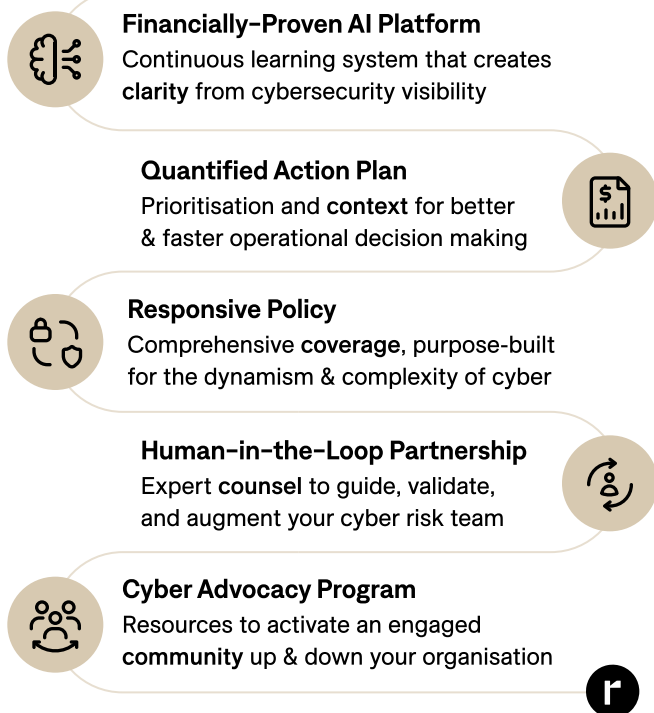 Financially-Proven AI Platform
Continuous learning system that creates
clarity from cybersecurity visibility
Quantified Action Plan
$
Prioritisation and context for better
& faster operational decision making
Responsive Policy
Comprehensive coverage, purpose-built
for the dynamism & complexity of cyber
Human-in-the-Loop Partnership
Expert counsel to guide, validate,
and augment your cyber risk team
Cyber Advocacy Program
Resources to activate an engaged
community up & down your organisation
r